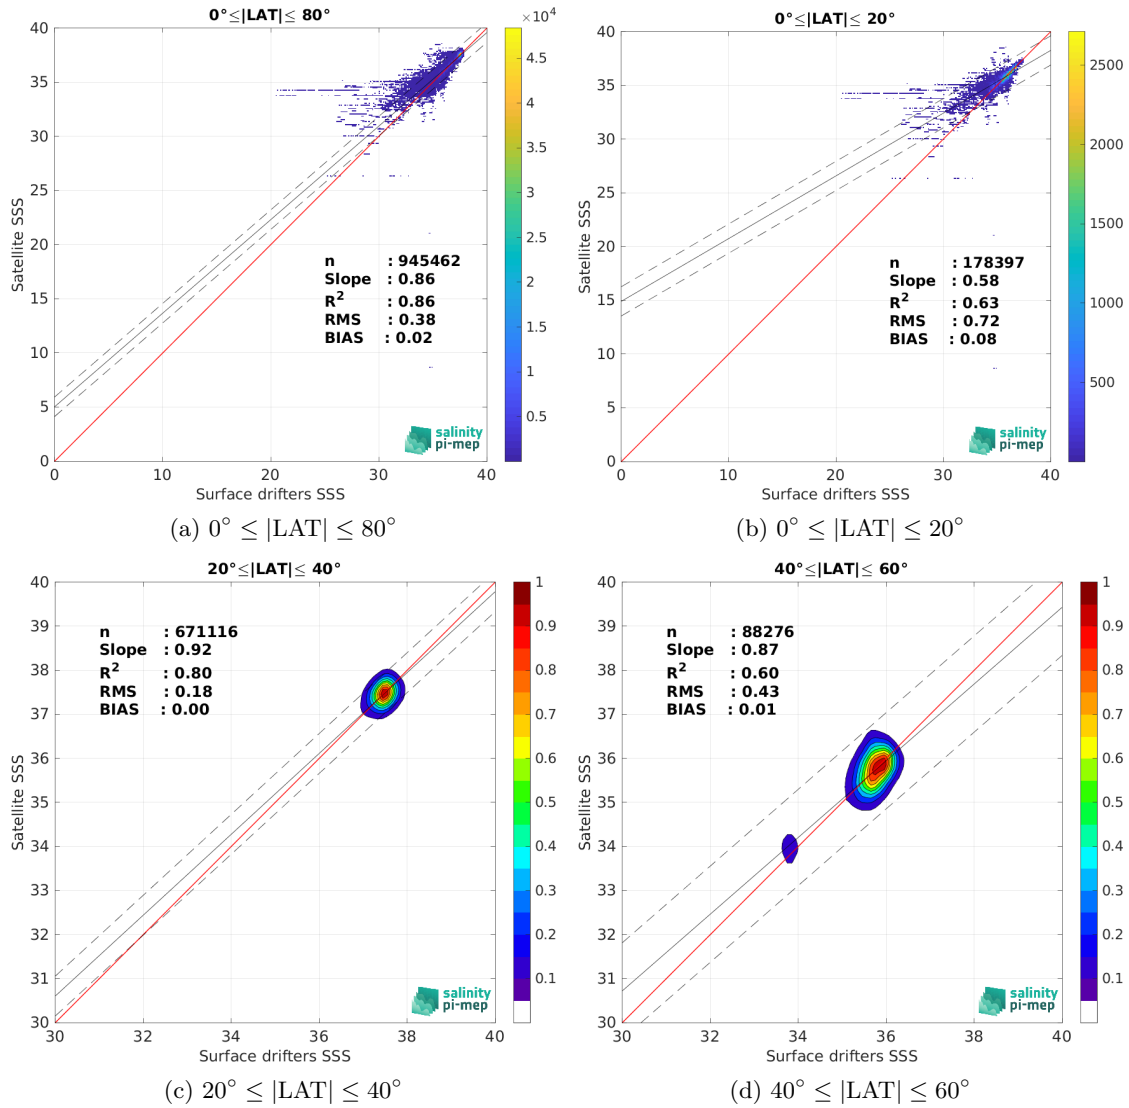 0°≤|LAT|≤ 80°
×10⁴
40
35
30
25
20
15
10
5
0
Satellite SSS
0
10
20
30
40
Surface drifters SSS
n : 945462
Slope : 0.86
R² : 0.86
RMS : 0.38
BIAS : 0.02
4.5
4
3.5
3
2.5
2
1.5
1
0.5
salinity
pi-mep
(a) 0° ≤ |LAT| ≤ 80°
0°≤|LAT|≤ 20°
40
35
30
25
20
15
10
5
0
Satellite SSS
0
10
20
30
40
Surface drifters SSS
n : 178397
Slope : 0.58
R² : 0.63
RMS : 0.72
BIAS : 0.08
2500
2000
1500
1000
500
salinity
pi-mep
(b) 0° ≤ |LAT| ≤ 20°
20°≤|LAT|≤ 40°
40
39
38
37
36
35
34
33
32
31
30
Satellite SSS
30
32
34
36
38
40
Surface drifters SSS
n : 671116
Slope : 0.92
R² : 0.80
RMS : 0.18
BIAS : 0.00
1
0.9
0.8
0.7
0.6
0.5
0.4
0.3
0.2
0.1
salinity
pi-mep
(c) 20° ≤ |LAT| ≤ 40°
40°≤|LAT|≤ 60°
40
39
38
37
36
35
34
33
32
31
30
Satellite SSS
30
32
34
36
38
40
Surface drifters SSS
n : 88276
Slope : 0.87
R² : 0.60
RMS : 0.43
BIAS : 0.01
1
0.9
0.8
0.7
0.6
0.5
0.4
0.3
0.2
0.1
salinity
pi-mep
(d) 40° ≤ |LAT| ≤ 60°